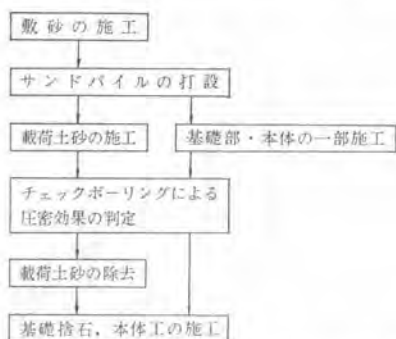 敷砂の施工
サンドパイルの打設
載荷土砂の施工
基礎部・本体の一部施工
チェックボーリングによる
圧密効果の判定
載荷土砂の除去
基礎捨石,本体工の施工